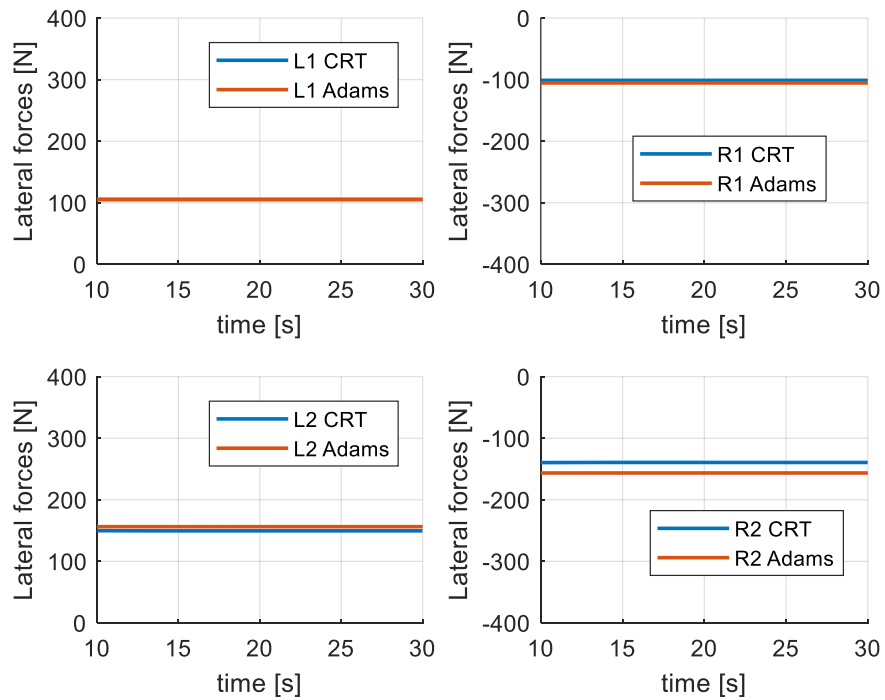 400
300
200
100
0
Lateral forces [N]
L1 CRT
L1 Adams
10 15 20 25 30
time [s]
0
-100
-200
-300
-400
Lateral forces [N]
R1 CRT
R1 Adams
10 15 20 25 30
time [s]
400
300
200
100
0
Lateral forces [N]
L2 CRT
L2 Adams
10 15 20 25 30
time [s]
0
-100
-200
-300
-400
Lateral forces [N]
R2 CRT
R2 Adams
10 15 20 25 30
time [s]